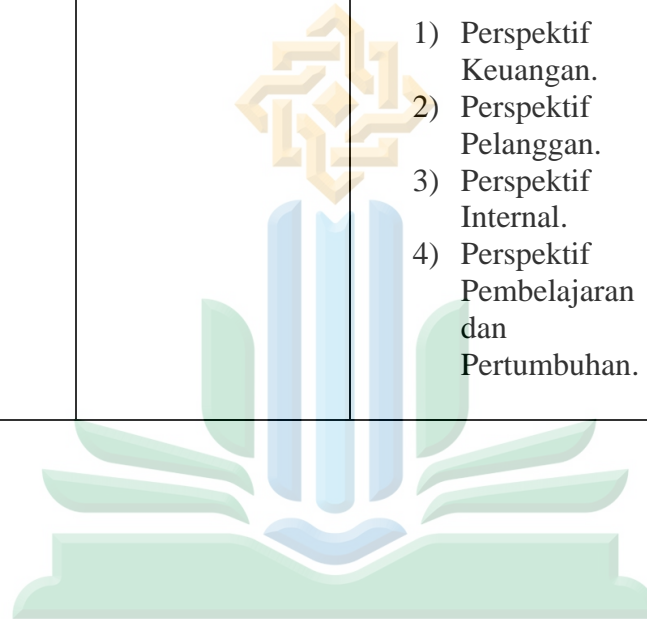 1) Perspektif
Keuangan.
2) Perspektif
Pelanggan.
3) Perspektif
Internal.
4) Perspektif
Pembelajaran
dan
Pertumbuhan.